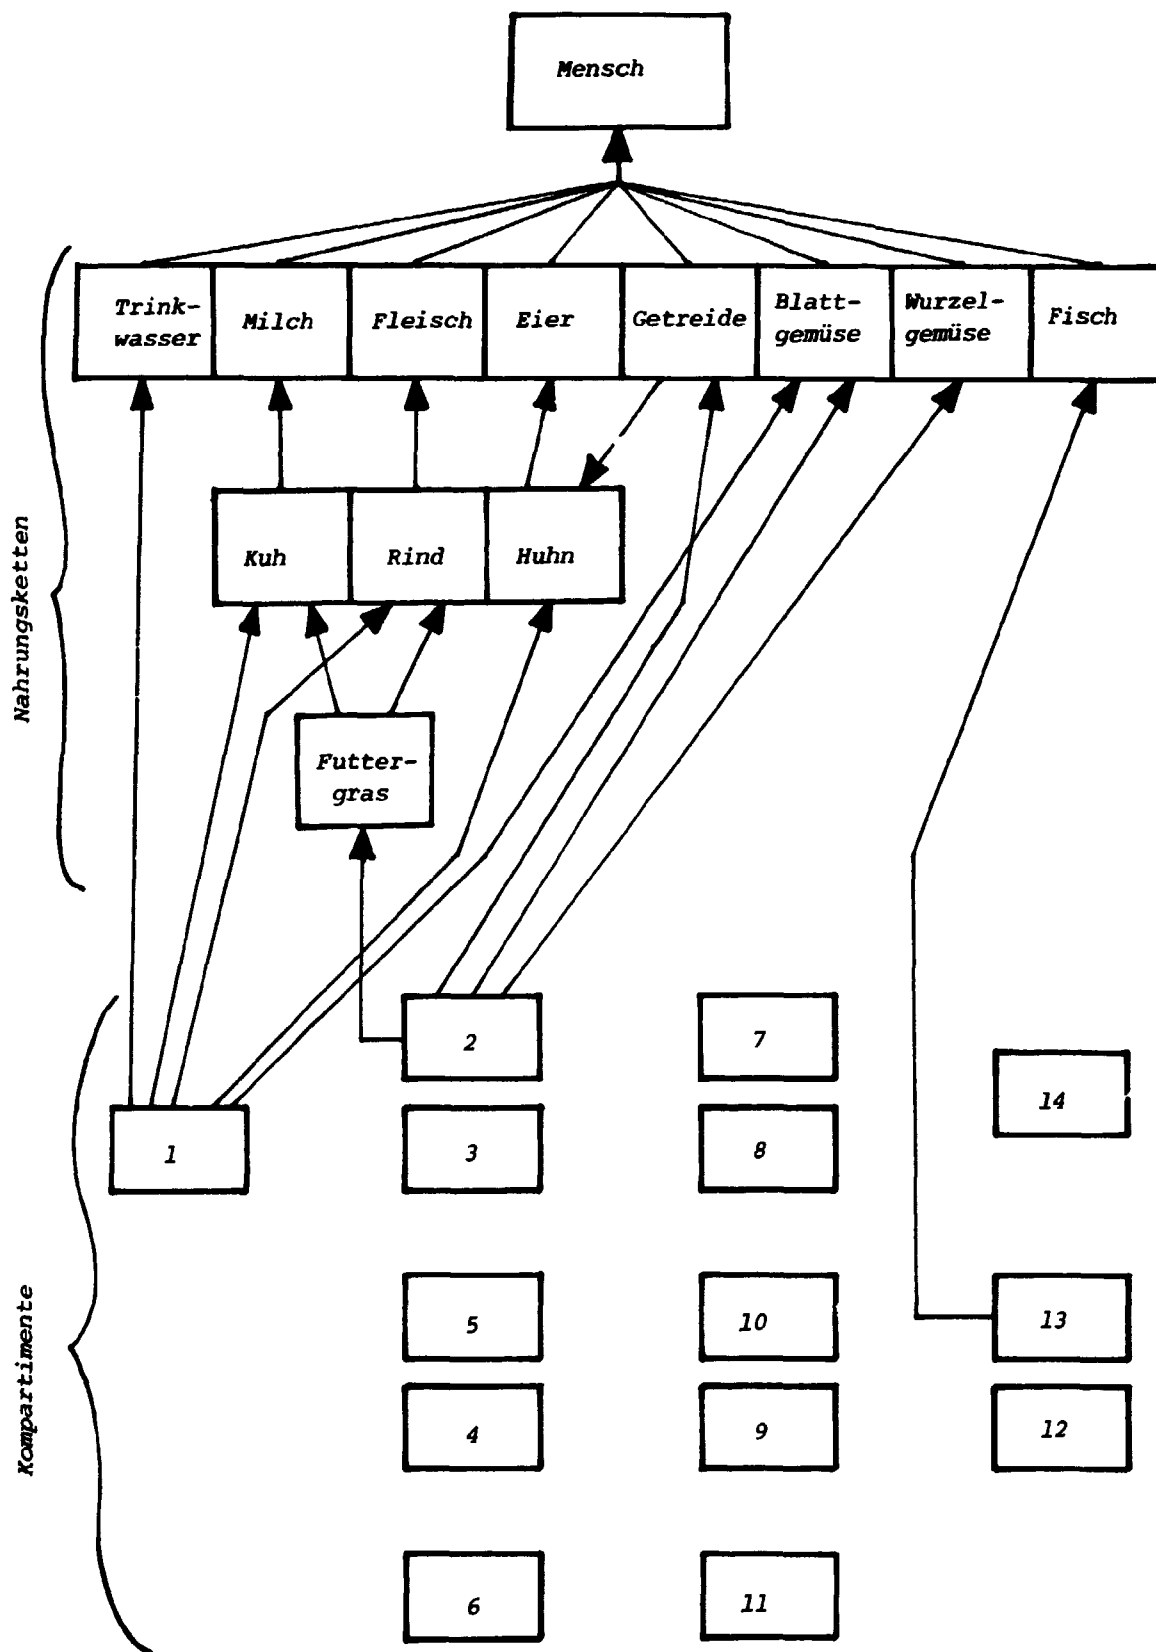 Mensch
Trink-
wasser
Milch
Fleisch
Eier
Getreide
Blatt-
gemüse
Wurzel-
gemüse
Fisch
Kuh
Rind
Huhn
Futter-
gras
Nahrungsketten
Kompartimente
1
2
3
5
4
6
7
8
10
9
11
14
13
12